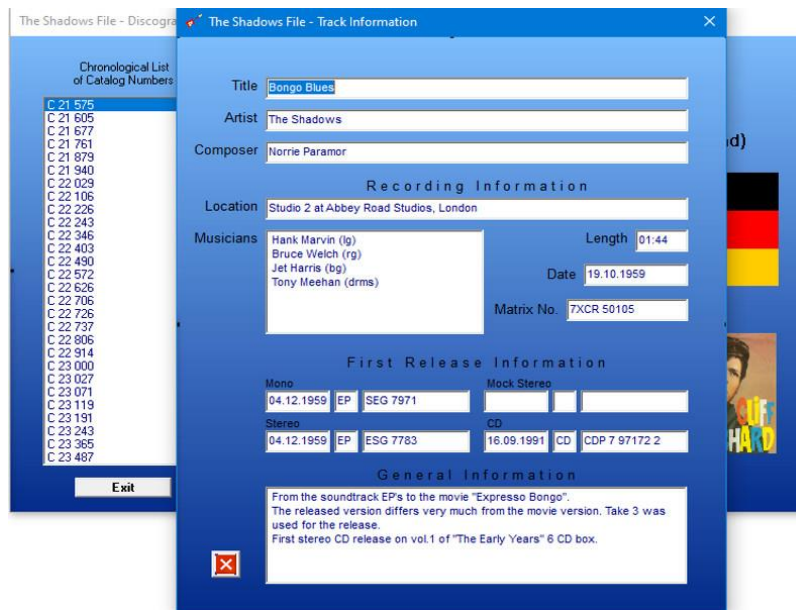 The Shadows File - Discogra
The Shadows File - Track Information
Chronological List
of Catalog Numbers
C 21 575
C 21 605
C 21 677
C 21 761
C 21 879
C 21 940
C 22 029
C 22 106
C 22 226
C 22 243
C 22 346
C 22 403
C 22 490
C 22 572
C 22 626
C 22 706
C 22 726
C 22 737
C 22 806
C 22 914
C 23 000
C 23 027
C 23 071
C 23 119
C 23 191
C 23 243
C 23 365
C 23 487
Exit
Title Bongo Blues
Artist The Shadows
Composer Norrie Paramor
Recording Information
Location Studio 2 at Abbey Road Studios, London
Musicians
Hank Marvin (lg)
Bruce Welch (rg)
Jet Harris (bg)
Tony Meehan (drms)
Length 01:44
Date 19.10.1959
Matrix No. 7XCR 50105
First Release Information
Mono Mock Stereo
04.12.1959 EP SEG 7971
Stereo CD
04.12.1959 EP ESG 7783 16.09.1991 CD CDP 7 97172 2
General Information
From the soundtrack EP's to the movie "Expresso Bongo".
The released version differs very much from the movie version. Take 3 was
used for the release.
First stereo CD release on vol.1 of "The Early Years" 6 CD box.
d)
CLIFF
HARD